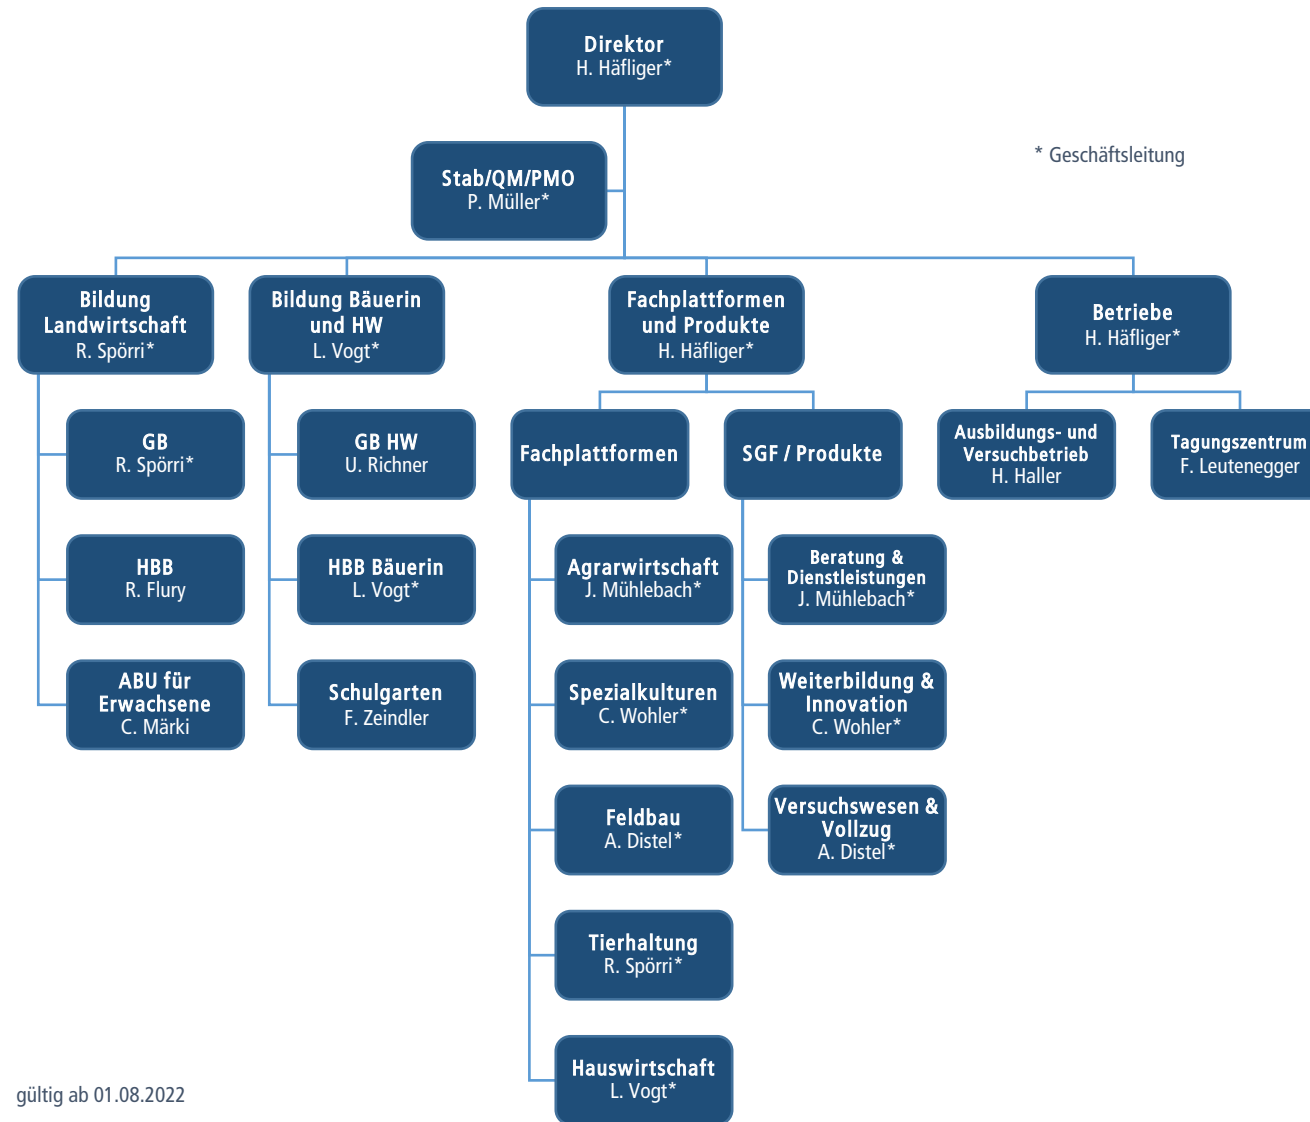 Direktor
H. Häfliger*
* Geschäftsleitung
Stab/QM/PMO
P. Müller*
Bildung
Landwirtschaft
R. Spörri*
Bildung Bäuerin
und HW
L. Vogt*
Fachplattformen
und Produkte
H. Häfliger*
Betriebe
H. Häfliger*
GB
R. Spörri*
HBB
R. Flury
ABU für
Erwachsene
C. Märki
GB HW
U. Richner
HBB Bäuerin
L. Vogt*
Schulgarten
F. Zeindler
Fachplattformen
Agrarwirtschaft
J. Mühlebach*
Spezialkulturen
C. Wohler*
Feldbau
A. Distel*
Tierhaltung
R. Spörri*
Hauswirtschaft
L. Vogt*
SGF / Produkte
Beratung &
Dienstleistungen
J. Mühlebach*
Weiterbildung &
Innovation
C. Wohler*
Versuchswesen &
Vollzug
A. Distel*
Ausbildungs- und
Versuchbetrieb
H. Haller
Tagungszentrum
F. Leutenegger
gültig ab 01.08.2022